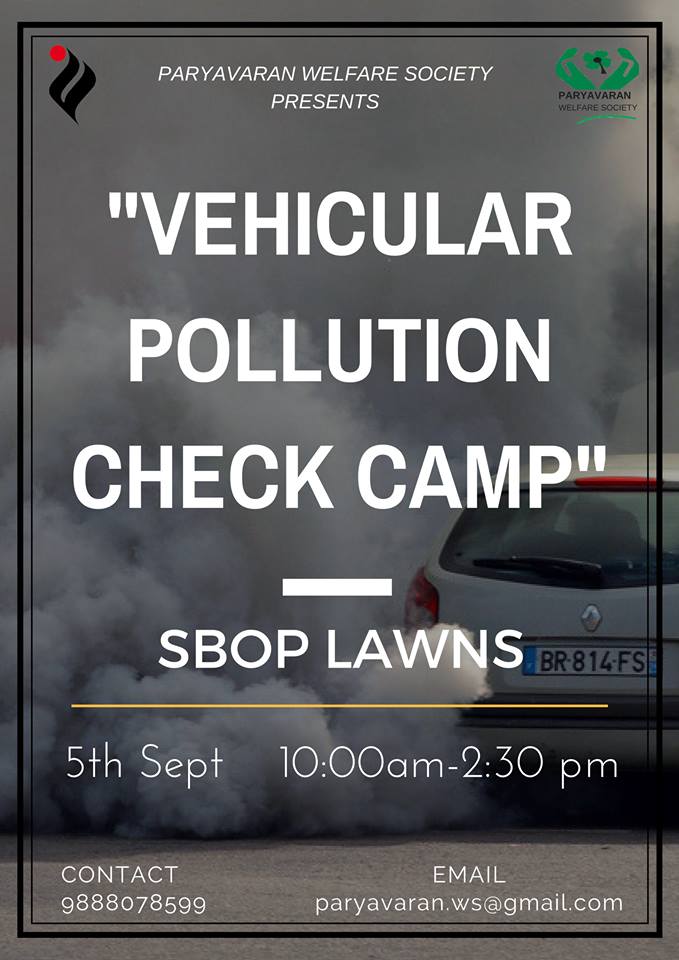 PARYAVARAN WELFARE SOCIETY
PRESENTS
PARYAVARAN
WELFARE SOCIETY
"VEHICULAR
POLLUTION
CHECK CAMP"
SBOP LAWNS
BR-814-FS
5th Sept 10:00am-2:30 pm
CONTACT
9888078599
EMAIL
paryavaran.ws@gmail.com